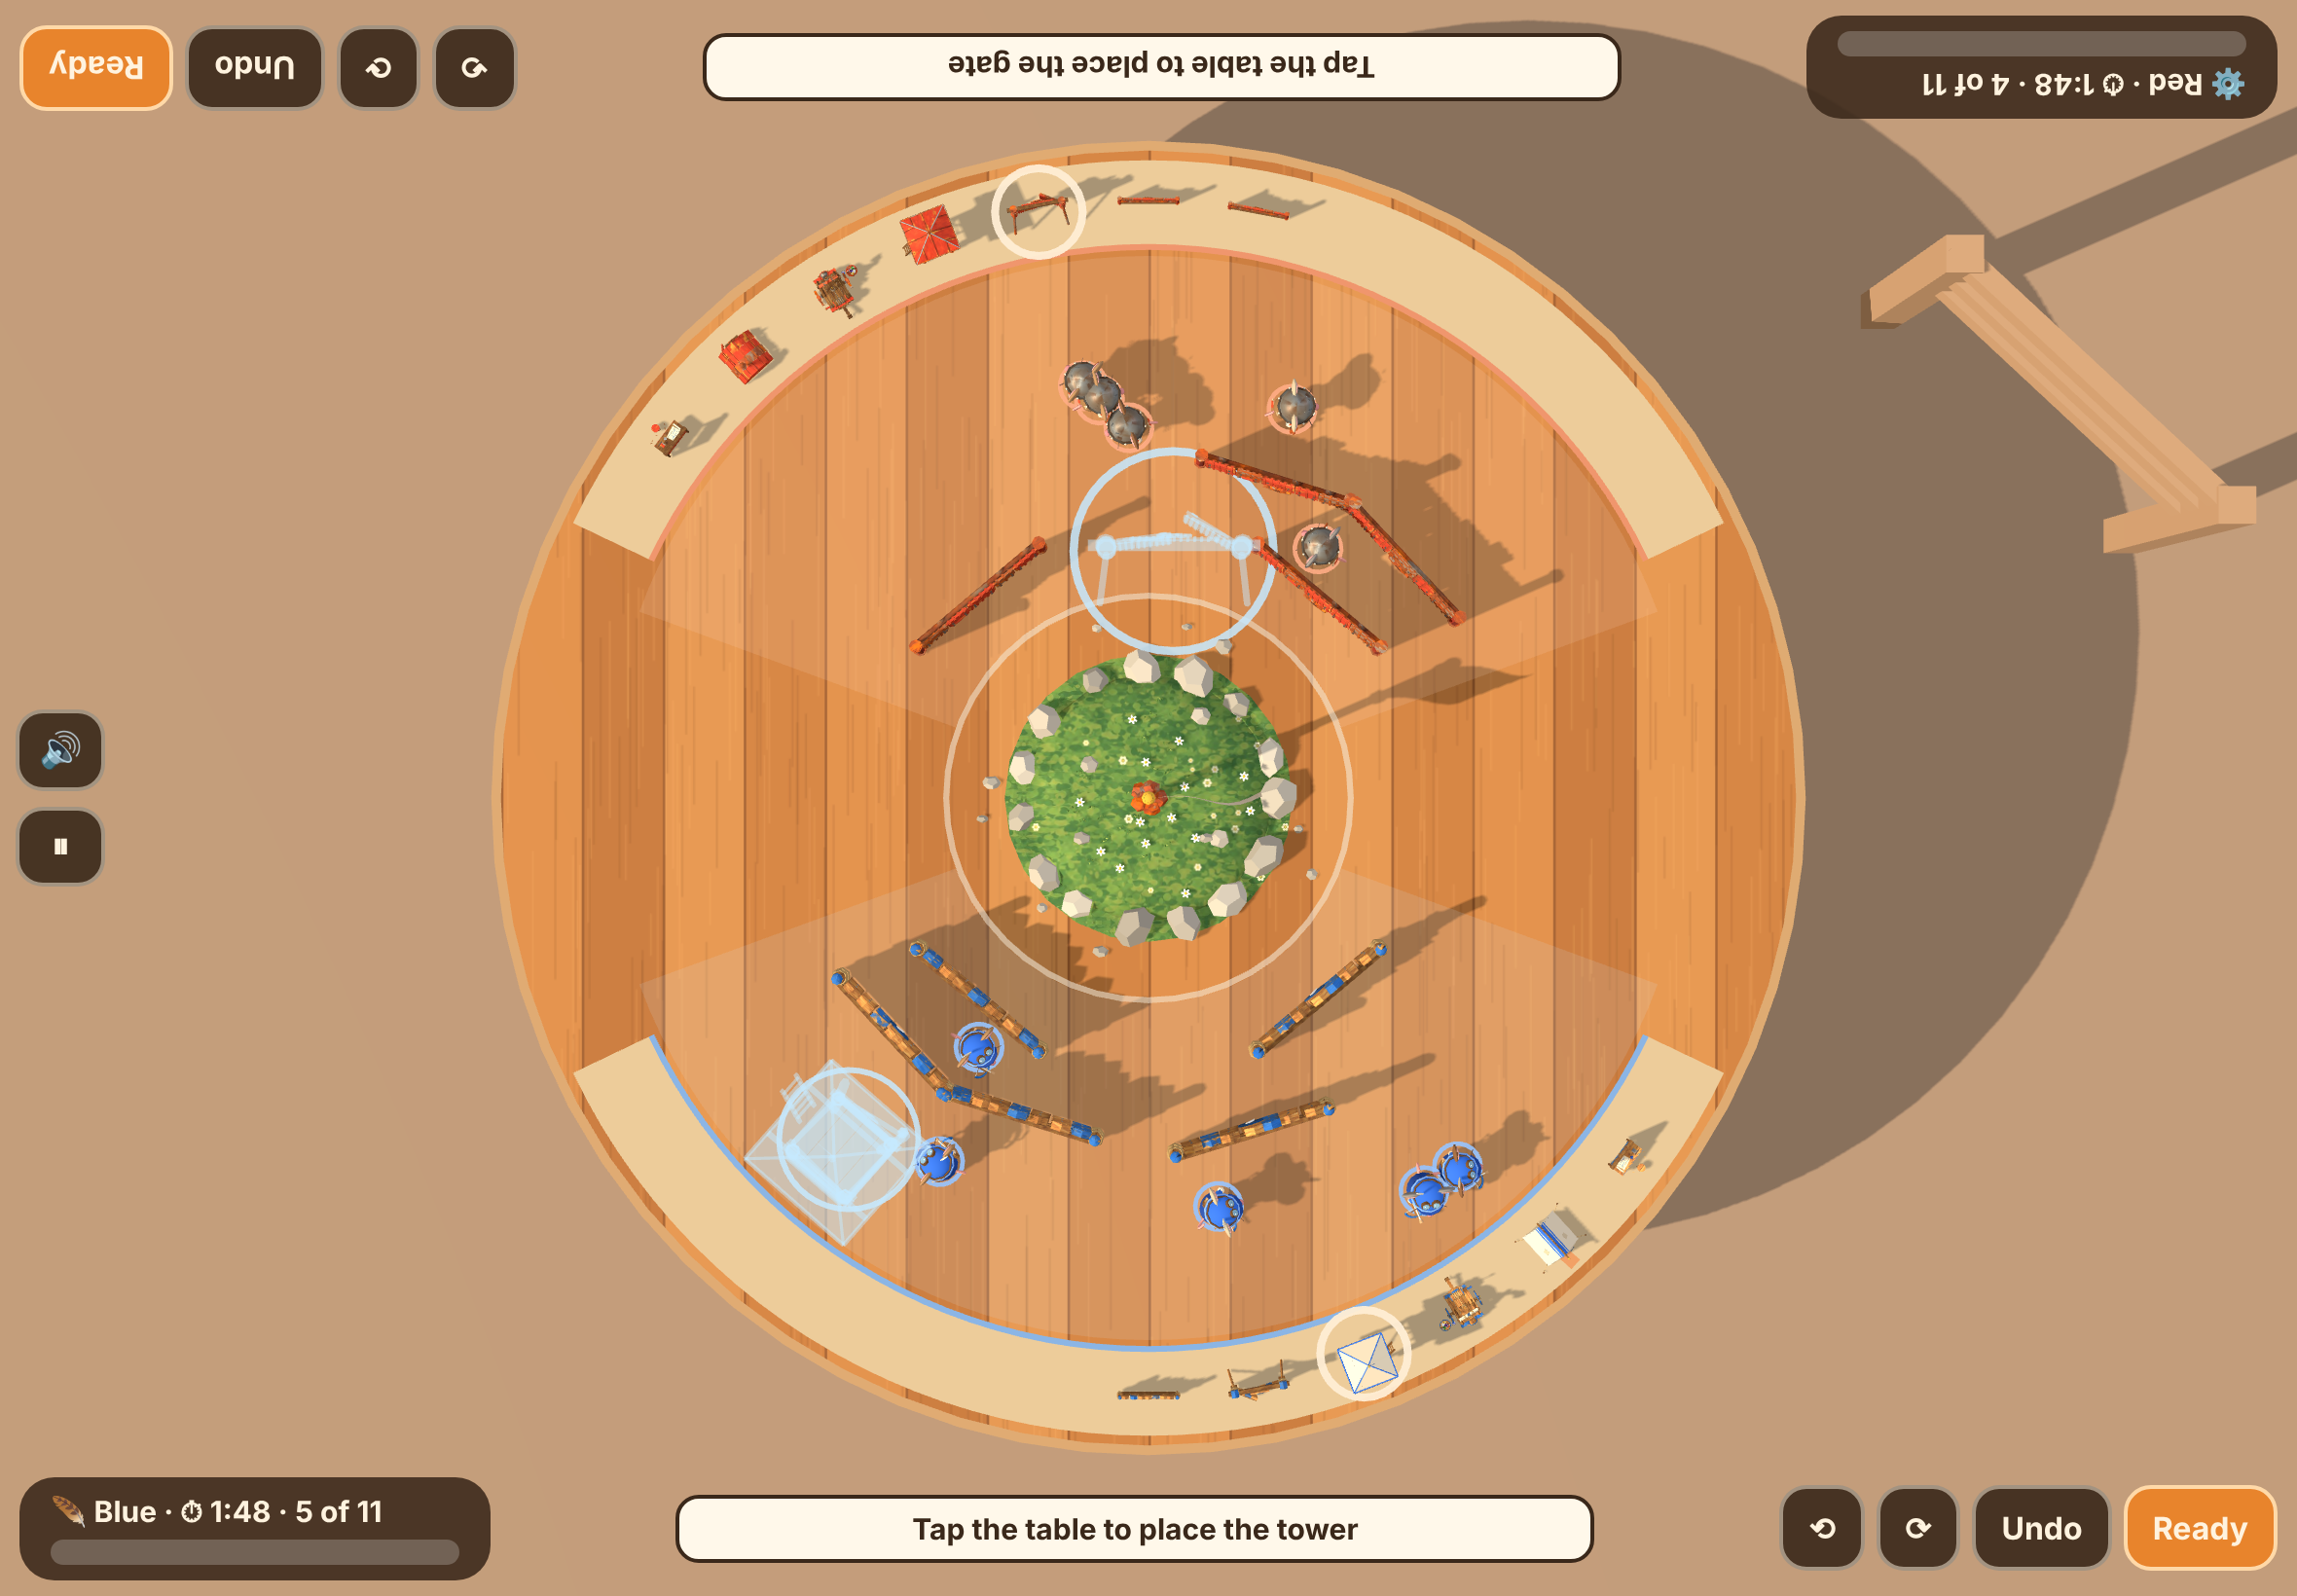 Ready
Undo
⟲
⟳
Tap the table to place the gate
⚙️ Red · ⏱ 1:48 · 4 of 11
🪶 Blue · ⏱ 1:48 · 5 of 11
Tap the table to place the tower
⟲
⟳
Undo
Ready